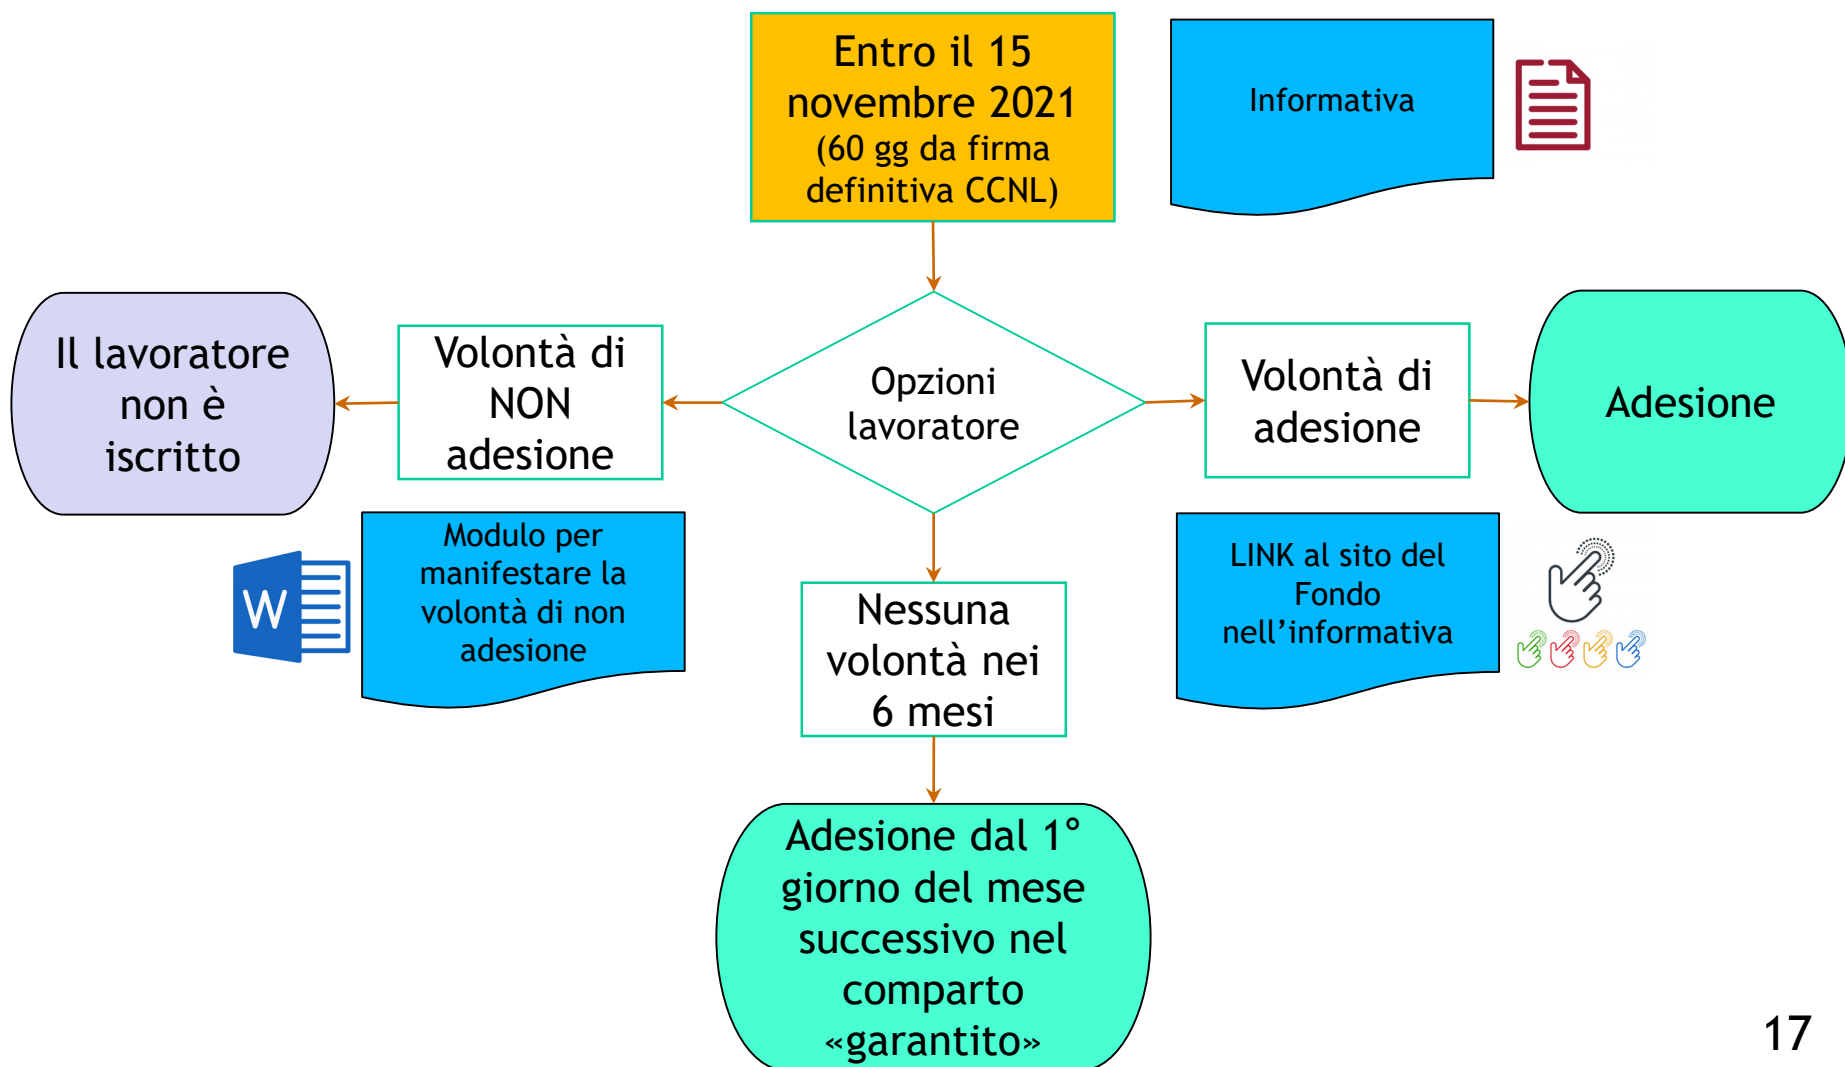 Entro il 15
novembre 2021
(60 gg da firma
definitiva CCNL)
Informativa
Il lavoratore
non è
iscritto
Volontà di
NON
adesione
Opzioni
lavoratore
Volontà di
adesione
Adesione
W
Modulo per
manifestare la
volontà di non
adesione
Nessuna
volontà nei
6 mesi
LINK al sito del
Fondo
nell’informativa
Adesione dal 1°
giorno del mese
successivo nel
comparto
«garantito»
17